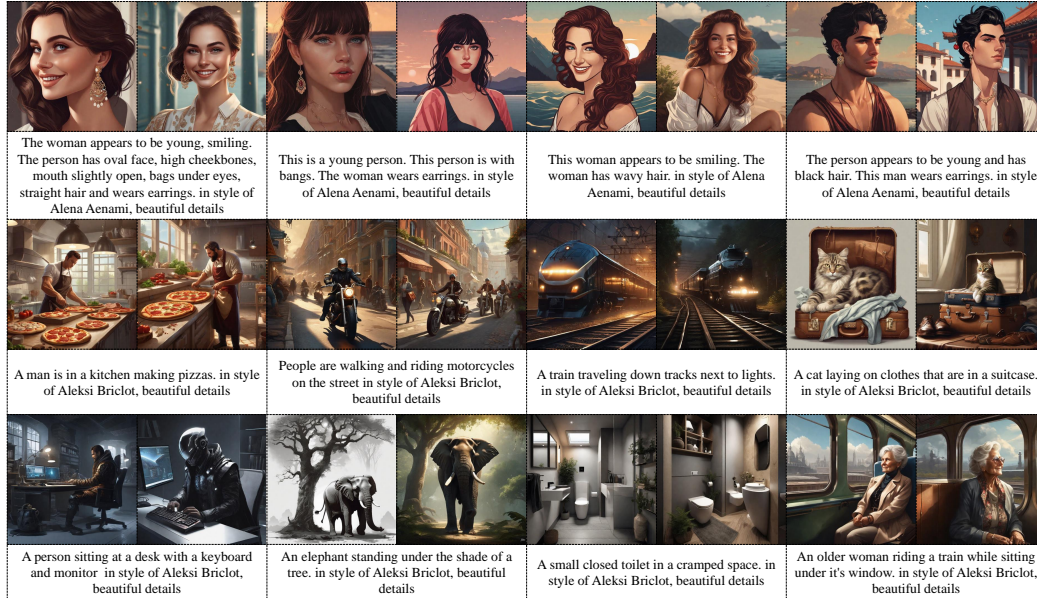 The woman appears to be young, smiling.
The person has oval face, high cheekbones,
mouth slightly open, bags under eyes,
straight hair and wears earrings. in style of
Alena Aenami, beautiful details
This is a young person. This person is with
bangs. The woman wears earrings. in style
of Alena Aenami, beautiful details
This woman appears to be smiling. The
woman has wavy hair. in style of Alena
Aenami, beautiful details
The person appears to be young and has
black hair. This man wears earrings. in style
of Alena Aenami, beautiful details
A man is in a kitchen making pizzas. in style
of Aleksi Briclot, beautiful details
People are walking and riding motorcycles
on the street in style of Aleksi Briclot,
beautiful details
A train traveling down tracks next to lights.
in style of Aleksi Briclot, beautiful details
A cat laying on clothes that are in a suitcase.
in style of Aleksi Briclot, beautiful details
A person sitting at a desk with a keyboard
and monitor in style of Aleksi Briclot,
beautiful details
An elephant standing under the shade of a
tree. in style of Aleksi Briclot, beautiful
details
A small closed toilet in a cramped space. in
style of Aleksi Briclot, beautiful details
An older woman riding a train while sitting
under it's window. in style of Aleksi Briclot,
beautiful details